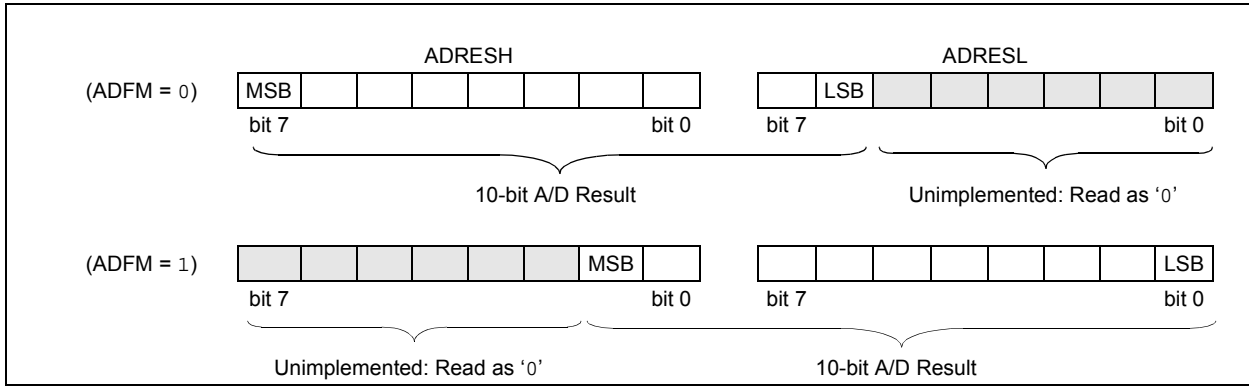 ADRESH ADRESL
(ADFM = 0) MSB LSB
bit 7 bit 0 bit 7 bit 0
10-bit A/D Result Unimplemented: Read as ‘0’
(ADFM = 1) MSB LSB
bit 7 bit 0 bit 7 bit 0
Unimplemented: Read as ‘0’ 10-bit A/D Result